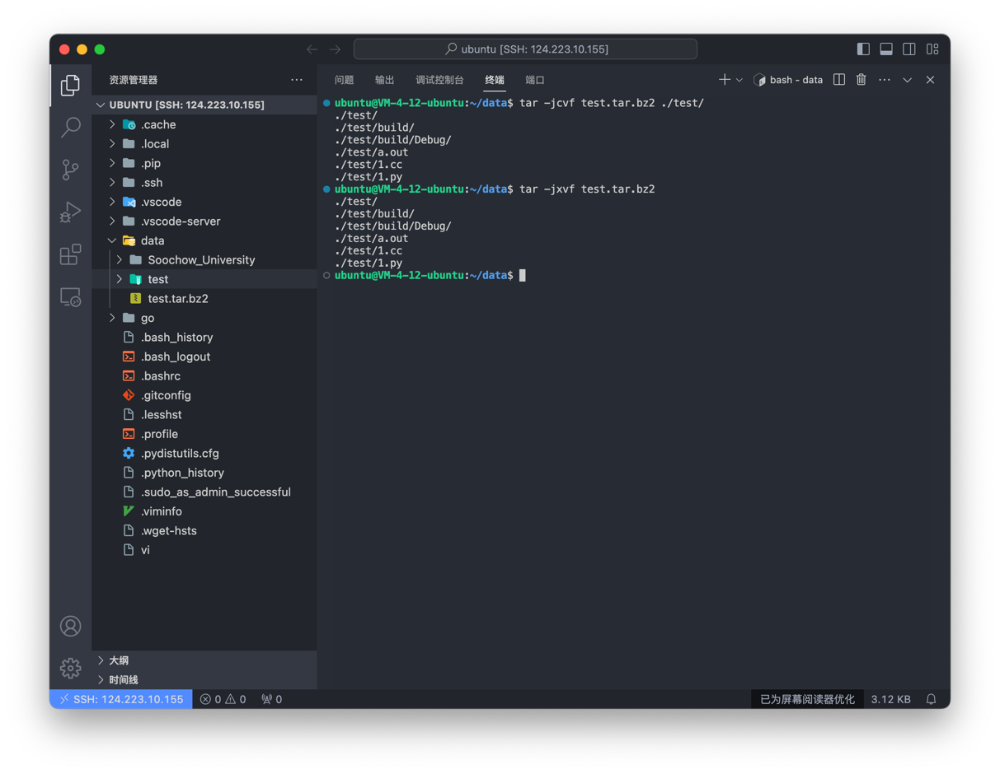 ubuntu [SSH: 124.223.10.155]
资源管理器
UBUNTU [SSH: 124.223.10.155]
.cache
.local
.pip
.ssh
.vscode
.vscode-server
data
Soochow_University
test
test.tar.bz2
go
.bash_history
.bash_logout
.bashrc
.gitconfig
.lesshst
.profile
.pydistutils.cfg
.python_history
.sudo_as_admin_successful
.viminfo
.wget-hsts
vi
大纲
时间线
问题 输出 调试控制台 终端 端口
bash - data
ubuntu@VM-4-12-ubuntu:~/data$ tar -jcvf test.tar.bz2 ./test/
./test/
./test/build/
./test/build/Debug/
./test/a.out
./test/1.cc
./test/1.py
ubuntu@VM-4-12-ubuntu:~/data$ tar -jxvf test.tar.bz2
./test/
./test/build/
./test/build/Debug/
./test/a.out
./test/1.cc
./test/1.py
ubuntu@VM-4-12-ubuntu:~/data$
SSH: 124.223.10.155 0 0 0 已为屏幕阅读器优化 3.12 KB